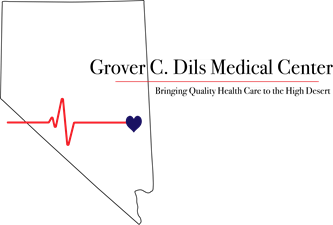 Grover C. Dils Medical Center
Bringing Quality Health Care to the High Desert